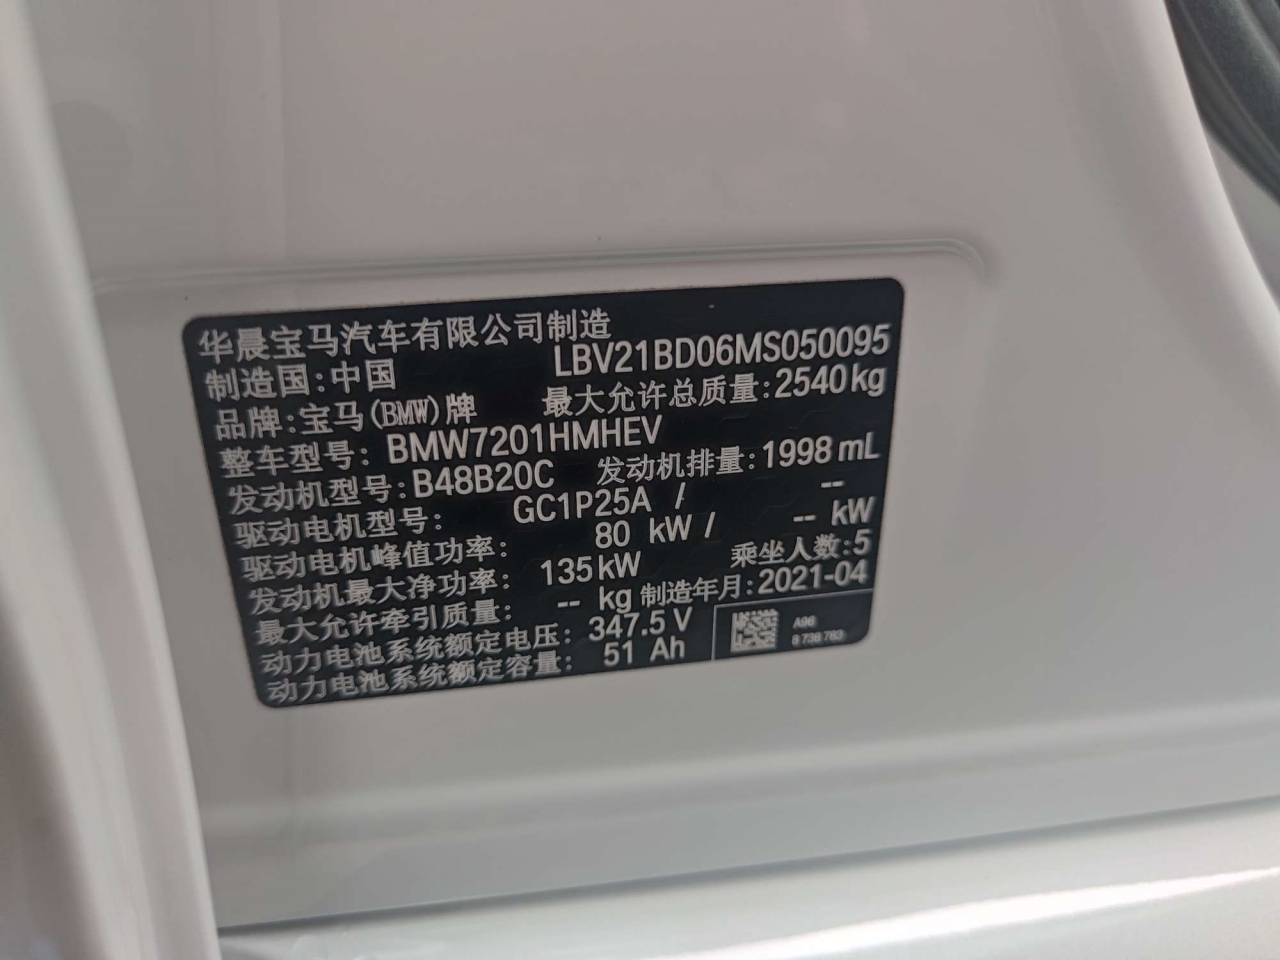 华晨宝马汽车有限公司制造
制造国:中国 LBV21BD06MS050095
品牌:宝马(BMW)牌 最大允许总质量:2540kg
整车型号: BMW7201HMHEV
发动机型号:B48B20C 发动机排量:1998mL
驱动电机型号: GC1P25A / --
驱动电机峰值功率: 80 kW / -- kW
发动机最大净功率: 135kW 乘坐人数:5
最大允许牵引质量: -- kg 制造年月:2021-04
动力电池系统额定电压: 347.5V
动力电池系统额定容量: 51 Ah
A96
8 738 763